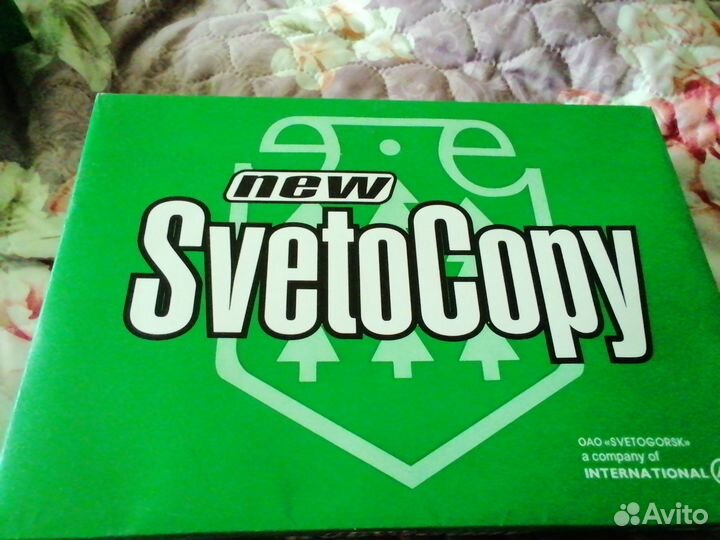 new
SvetoCopy
ОАО «SVETOGORSK»
a company of
INTERNATIONAL
Avito